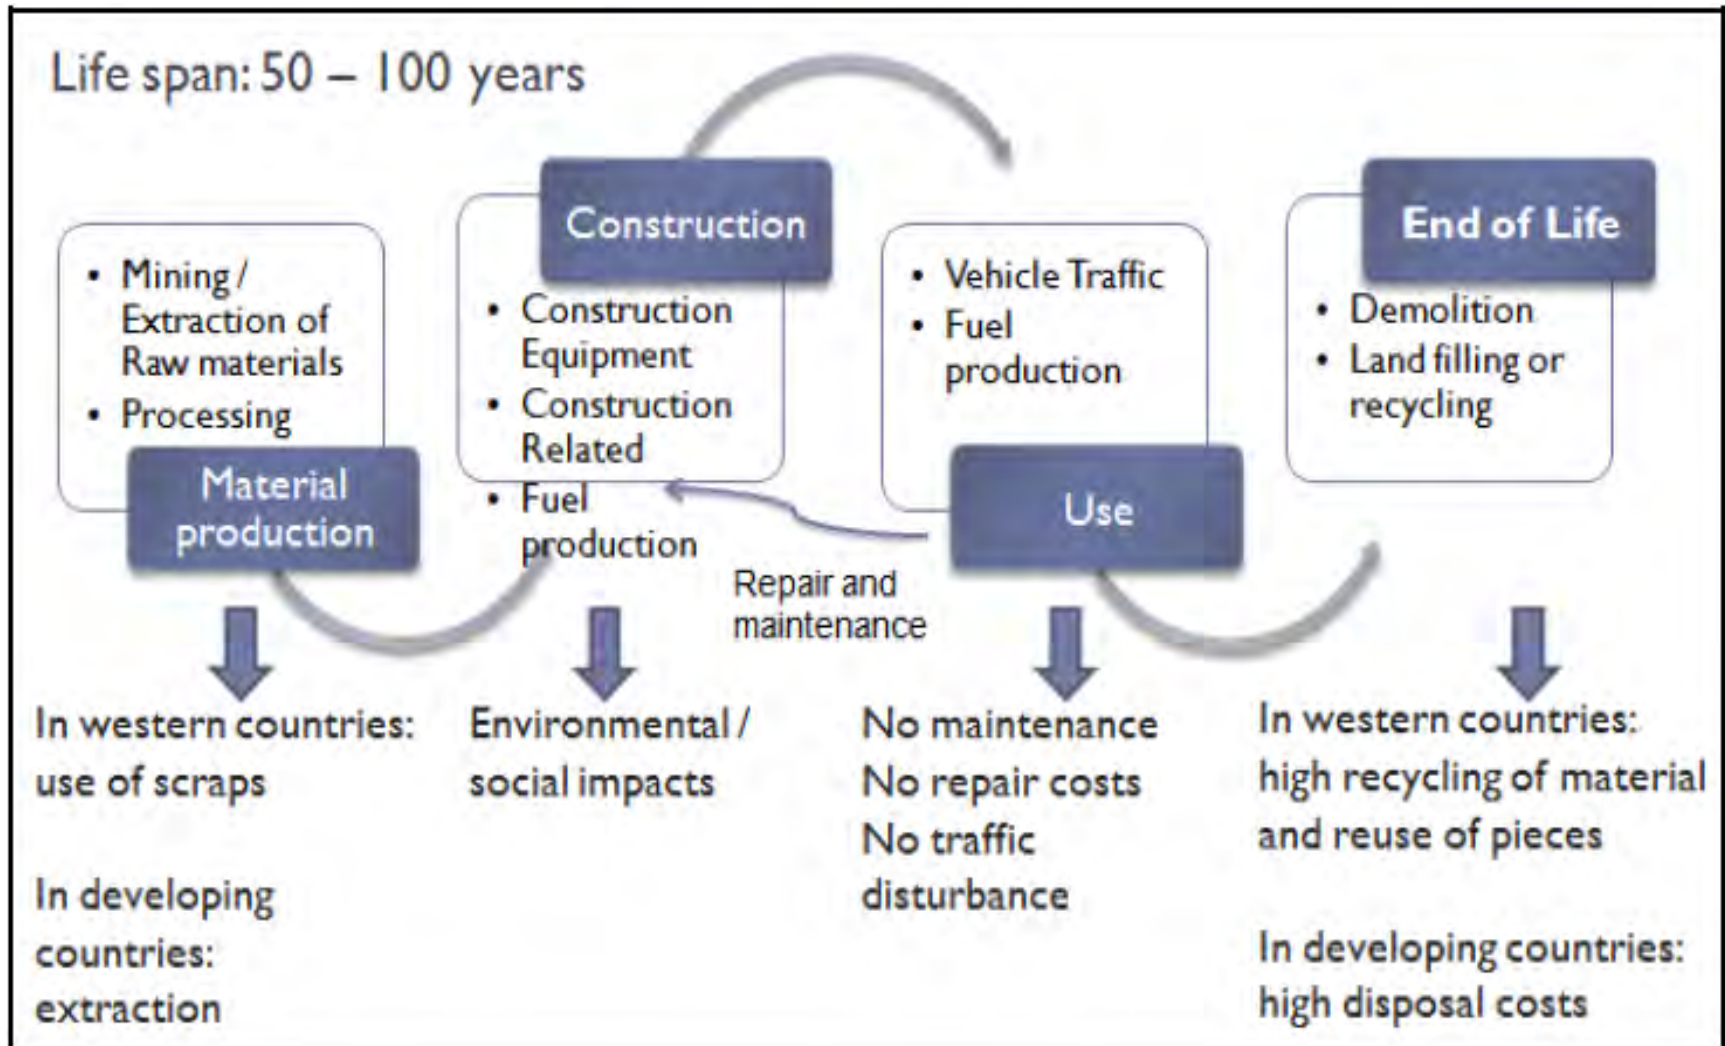 Life span: 50 – 100 years
• Mining /
Extraction of
Raw materials
• Processing
Material
production
Construction
• Construction
Equipment
• Construction
Related
• Fuel
production
• Vehicle Traffic
• Fuel
production
Use
Repair and
maintenance
End of Life
• Demolition
• Land filling or
recycling
In western countries:
use of scraps
In developing
countries:
extraction
Environmental /
social impacts
No maintenance
No repair costs
No traffic
disturbance
In western countries:
high recycling of material
and reuse of pieces
In developing countries:
high disposal costs